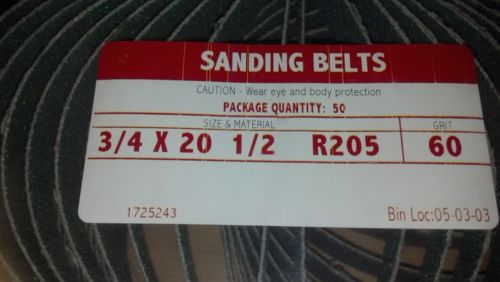 SANDING BELTS
CAUTION - Wear eye and body protection
PACKAGE QUANTITY: 50
SIZE & MATERIAL GRIT
3/4 X 20 1/2 R205 60
1725243 Bin Loc:05-03-03